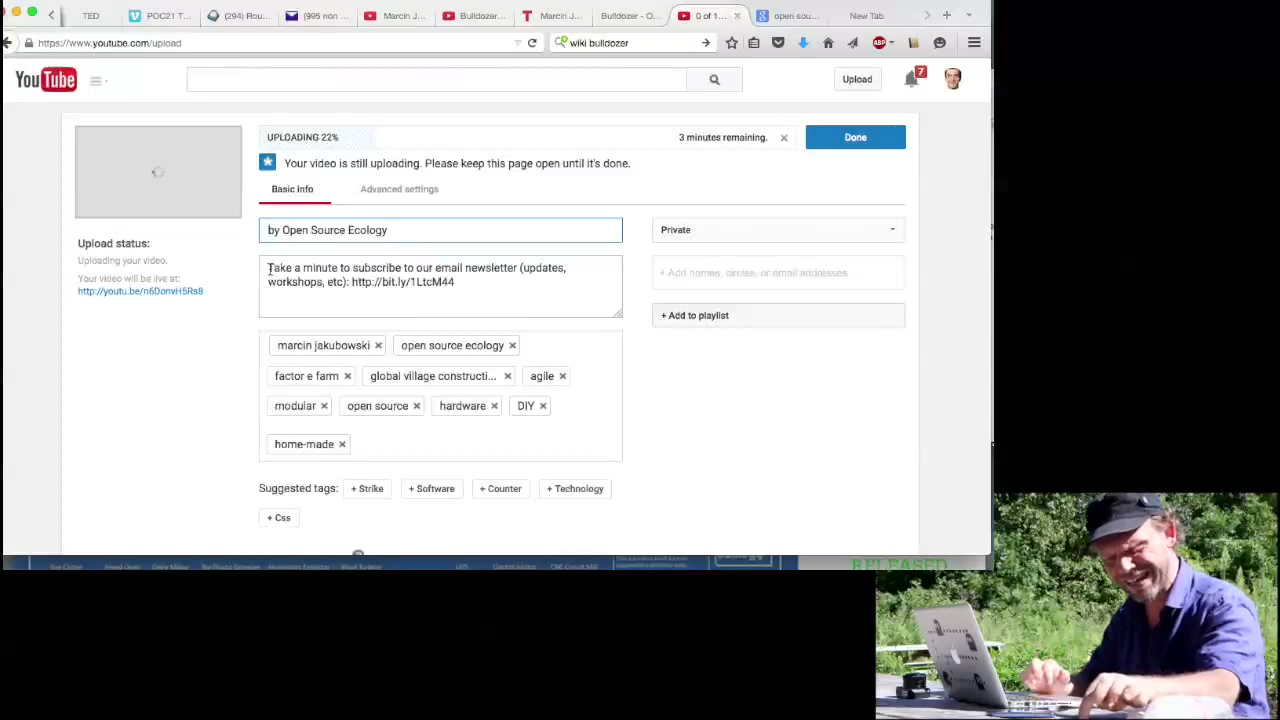 TED
POC21 T
(294) Rou
(995 non
Marcin J
Bulldozer
Marcin J
Bulldozer - O
0 of 1
open sou
New Tab
https://www.youtube.com/upload
wiki bulldozer
ABP
YouTube
Upload
7
UPLOADING 22%
3 minutes remaining.
Done
Your video is still uploading. Please keep this page open until it's done.
Basic info
Advanced settings
by Open Source Ecology
Private
Take a minute to subscribe to our email newsletter (updates,
workshops, etc): http://bit.ly/1LtcM44
+ Add names, circles, or email addresses
+ Add to playlist
Upload status:
Uploading your video.
Your video will be live at:
http://youtu.be/n6DonvH5Rs8
marcin jakubowski
open source ecology
factor e farm
global village constructi...
agile
modular
open source
hardware
DIY
home-made
Suggested tags:
+ Strike
+ Software
+ Counter
+ Technology
+ Css
RELEASED